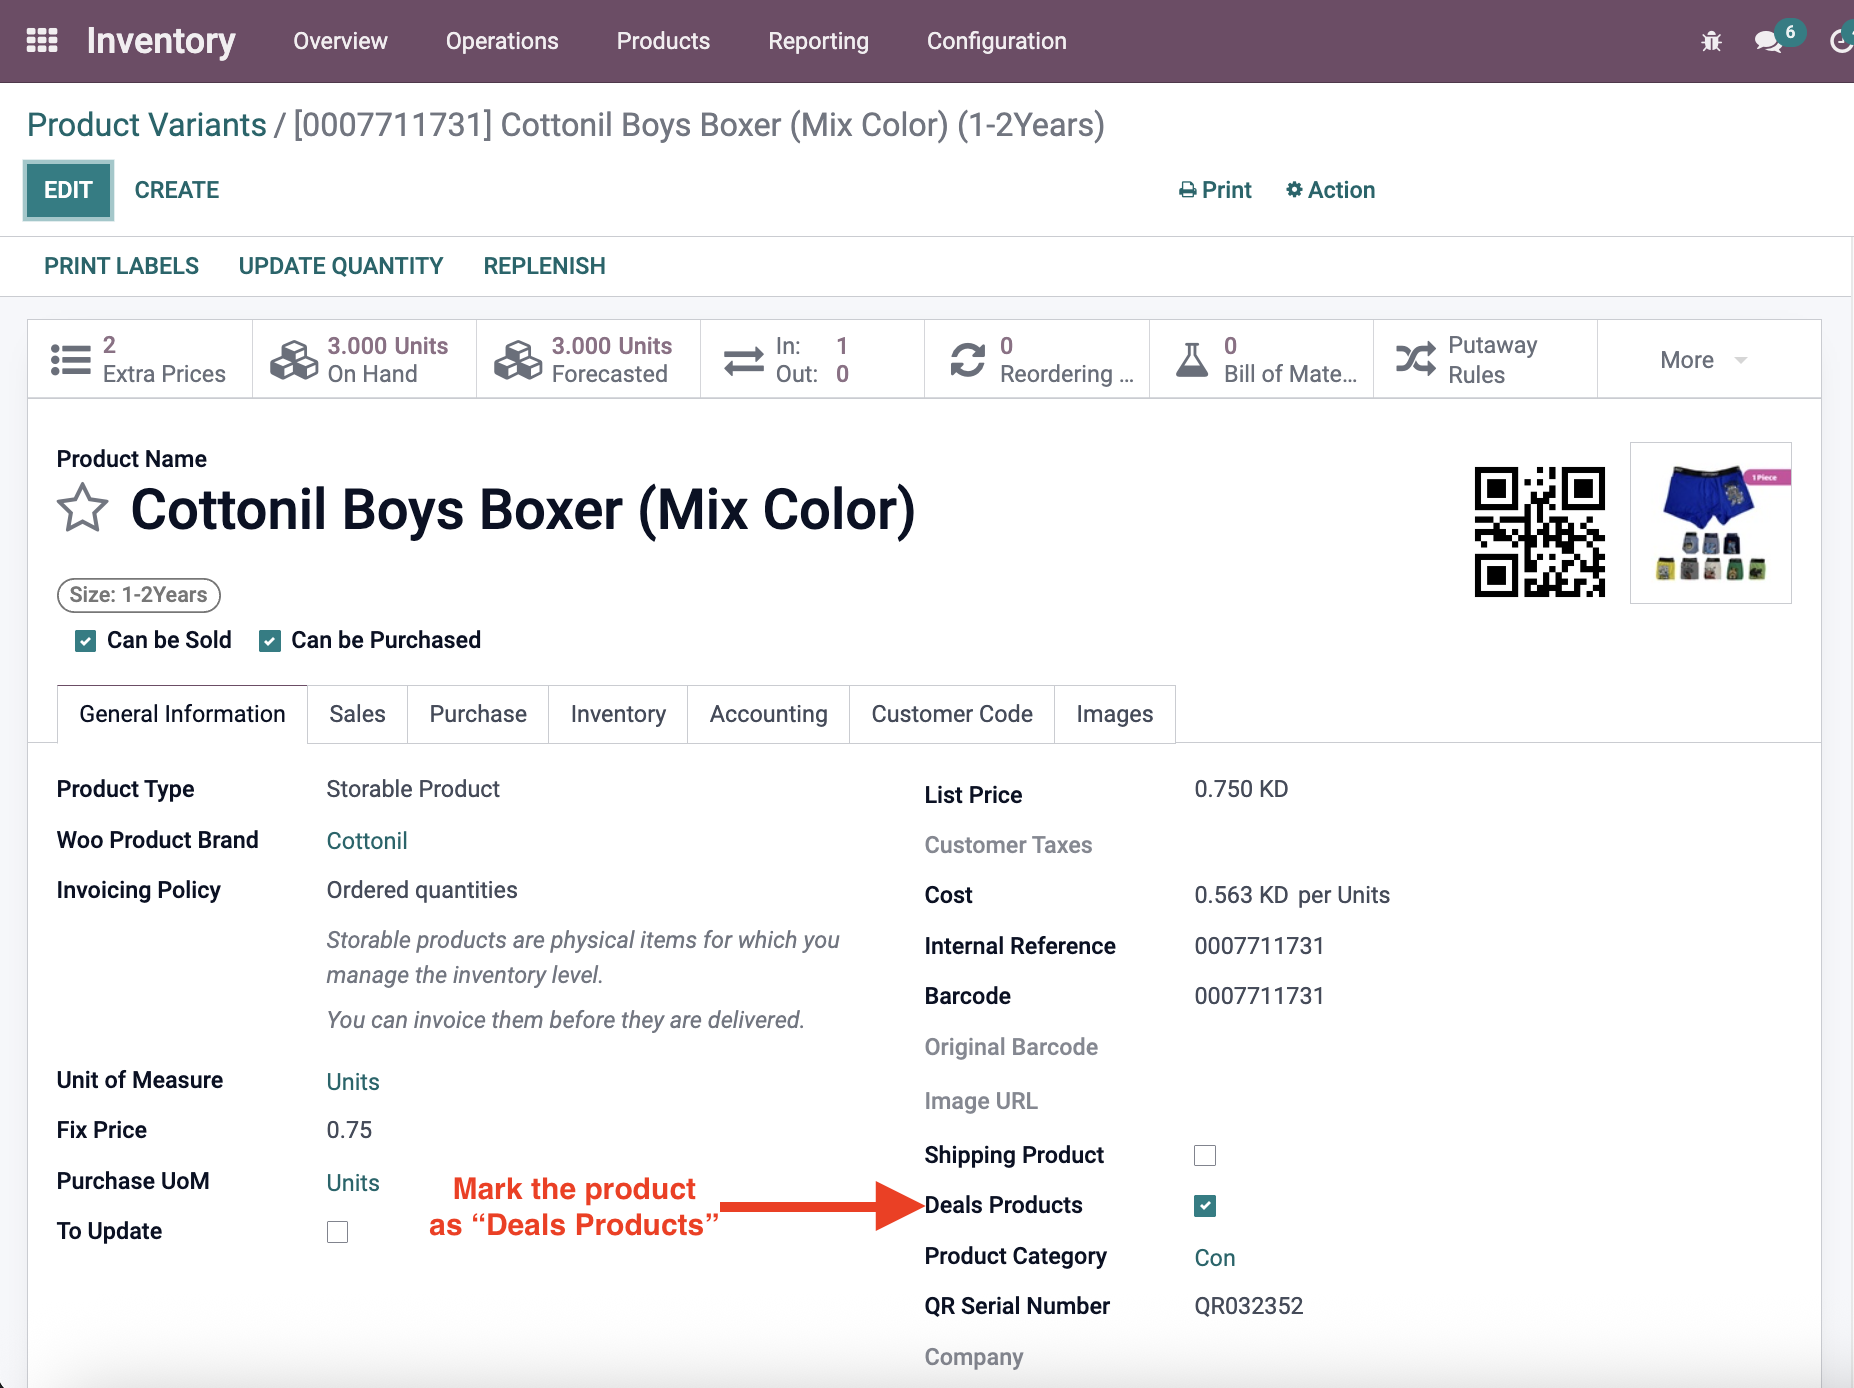 Inventory Overview Operations Products Reporting Configuration 6
Product Variants / [0007711731] Cottonil Boys Boxer (Mix Color) (1-2Years)
EDIT CREATE Print Action
PRINT LABELS UPDATE QUANTITY REPLENISH
2
Extra Prices
3.000 Units
On Hand
3.000 Units
Forecasted
In: 1
Out: 0
0
Reordering ...
0
Bill of Mate...
Putaway
Rules
More
Product Name
Cottonil Boys Boxer (Mix Color)
1 Piece
Size: 1-2Years
Can be Sold Can be Purchased
General Information Sales Purchase Inventory Accounting Customer Code Images
Product Type Storable Product
Woo Product Brand Cottonil
Invoicing Policy Ordered quantities
Storable products are physical items for which you
manage the inventory level.
You can invoice them before they are delivered.
Unit of Measure Units
Fix Price 0.75
Purchase UoM Units
To Update
Mark the product
as “Deals Products”
List Price 0.750 KD
Customer Taxes
Cost 0.563 KD per Units
Internal Reference 0007711731
Barcode 0007711731
Original Barcode
Image URL
Shipping Product
Deals Products
Product Category Con
QR Serial Number QR032352
Company